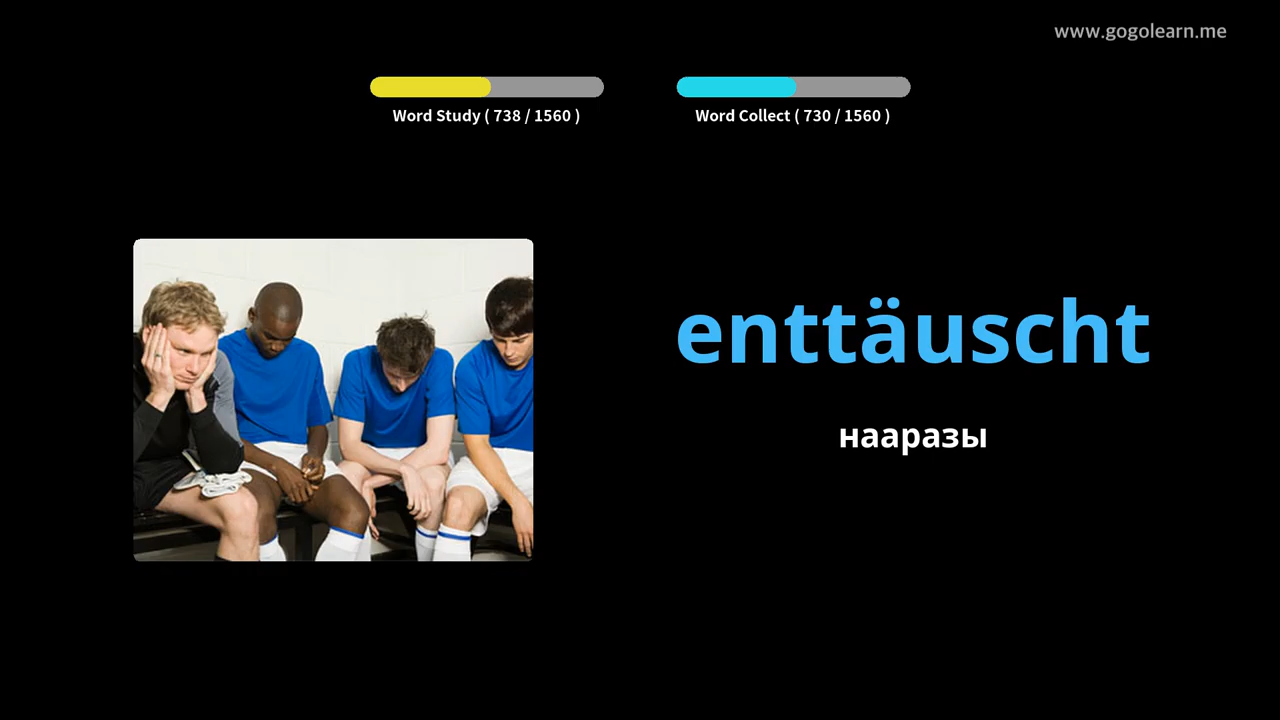 www.gogolearn.me
Word Study ( 738 / 1560 )
Word Collect ( 730 / 1560 )
enttäuscht
нааразы